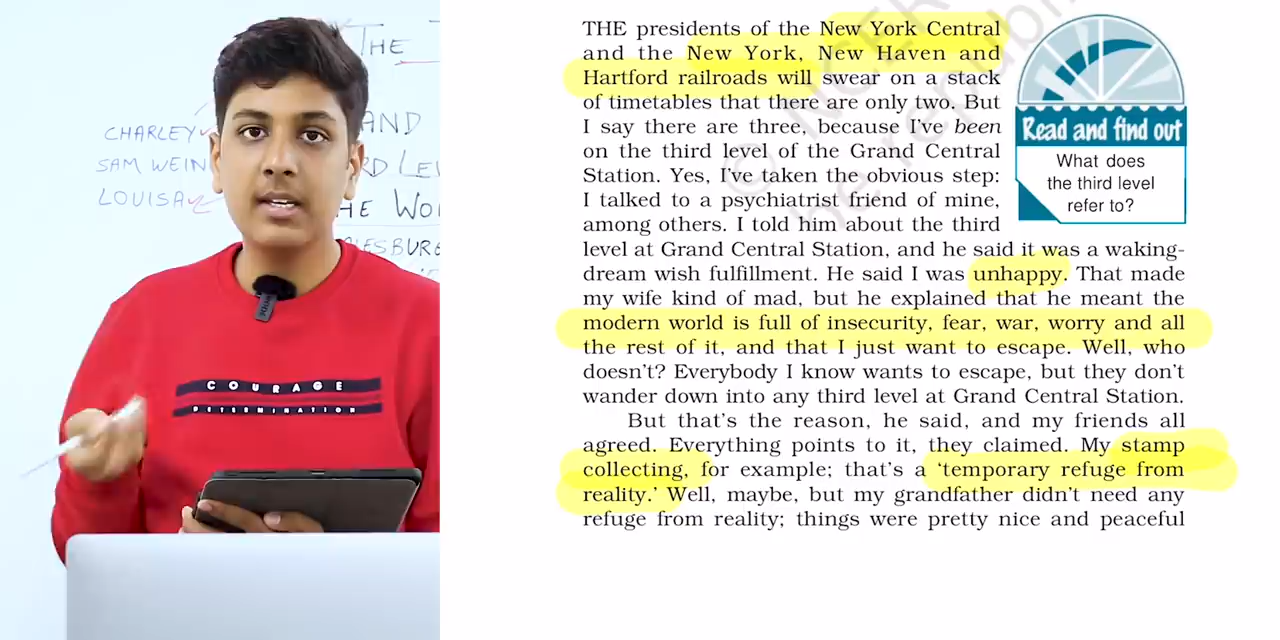 THE
CHARLEY
AND
SAM WEIN
RD LEV
LOUISA
HE WO
COURAGE
DETERMINATION
THE presidents of the New York Central
and the New York, New Haven and
Hartford railroads will swear on a stack
of timetables that there are only two. But
I say there are three, because I've been
on the third level of the Grand Central
Station. Yes, I've taken the obvious step:
I talked to a psychiatrist friend of mine,
among others. I told him about the third
level at Grand Central Station, and he said it was a waking-
dream wish fulfillment. He said I was unhappy. That made
my wife kind of mad, but he explained that he meant the
modern world is full of insecurity, fear, war, worry and all
the rest of it, and that I just want to escape. Well, who
doesn't? Everybody I know wants to escape, but they don't
wander down into any third level at Grand Central Station.
But that's the reason, he said, and my friends all
agreed. Everything points to it, they claimed. My stamp
collecting, for example; that's a 'temporary refuge from
reality.' Well, maybe, but my grandfather didn't need any
refuge from reality; things were pretty nice and peaceful
Read and find out
What does
the third level
refer to?
© NCER
be republi